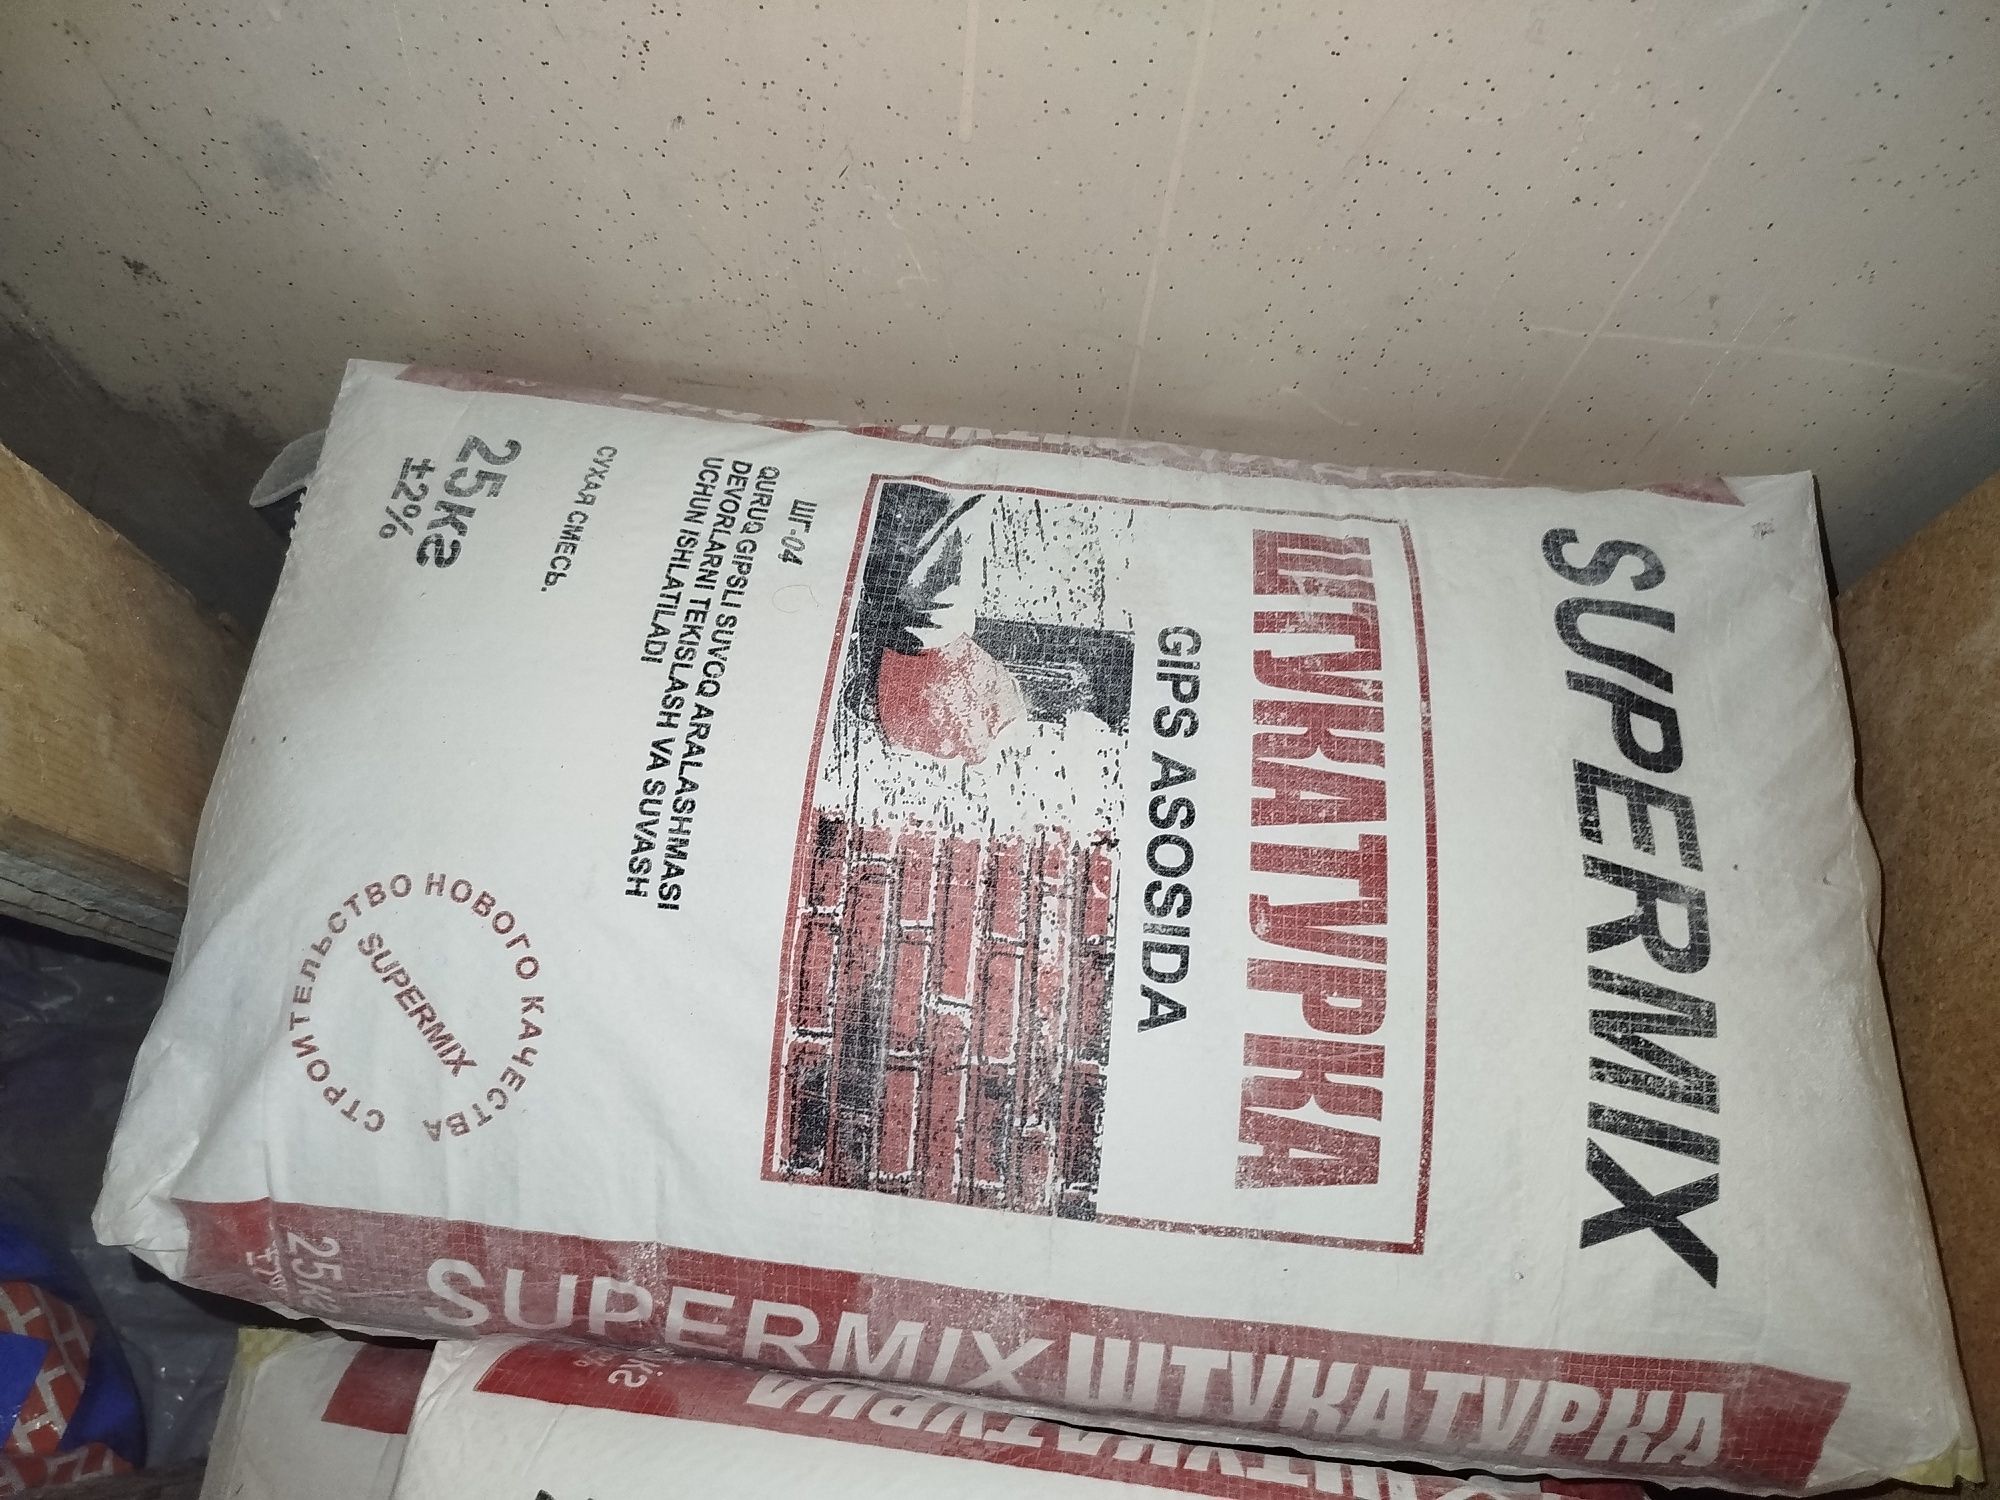 SUPERMIX
ШТУКАТУРКА
GIPS ASOSIDA
ШГ-04
QURUQ GIPSLI SUVOQ ARALASHMASI
DEVORLARNI TEKISLASH VA SUVASH
UCHUN ISHLATILADI
СУХАЯ СМЕСЬ.
25кг
±2%
СТРОИТЕЛЬСТВО НОВОГО КАЧЕСТВА
SUPERMIX
25кг
SUPERMIX ШТУКАТУРКА